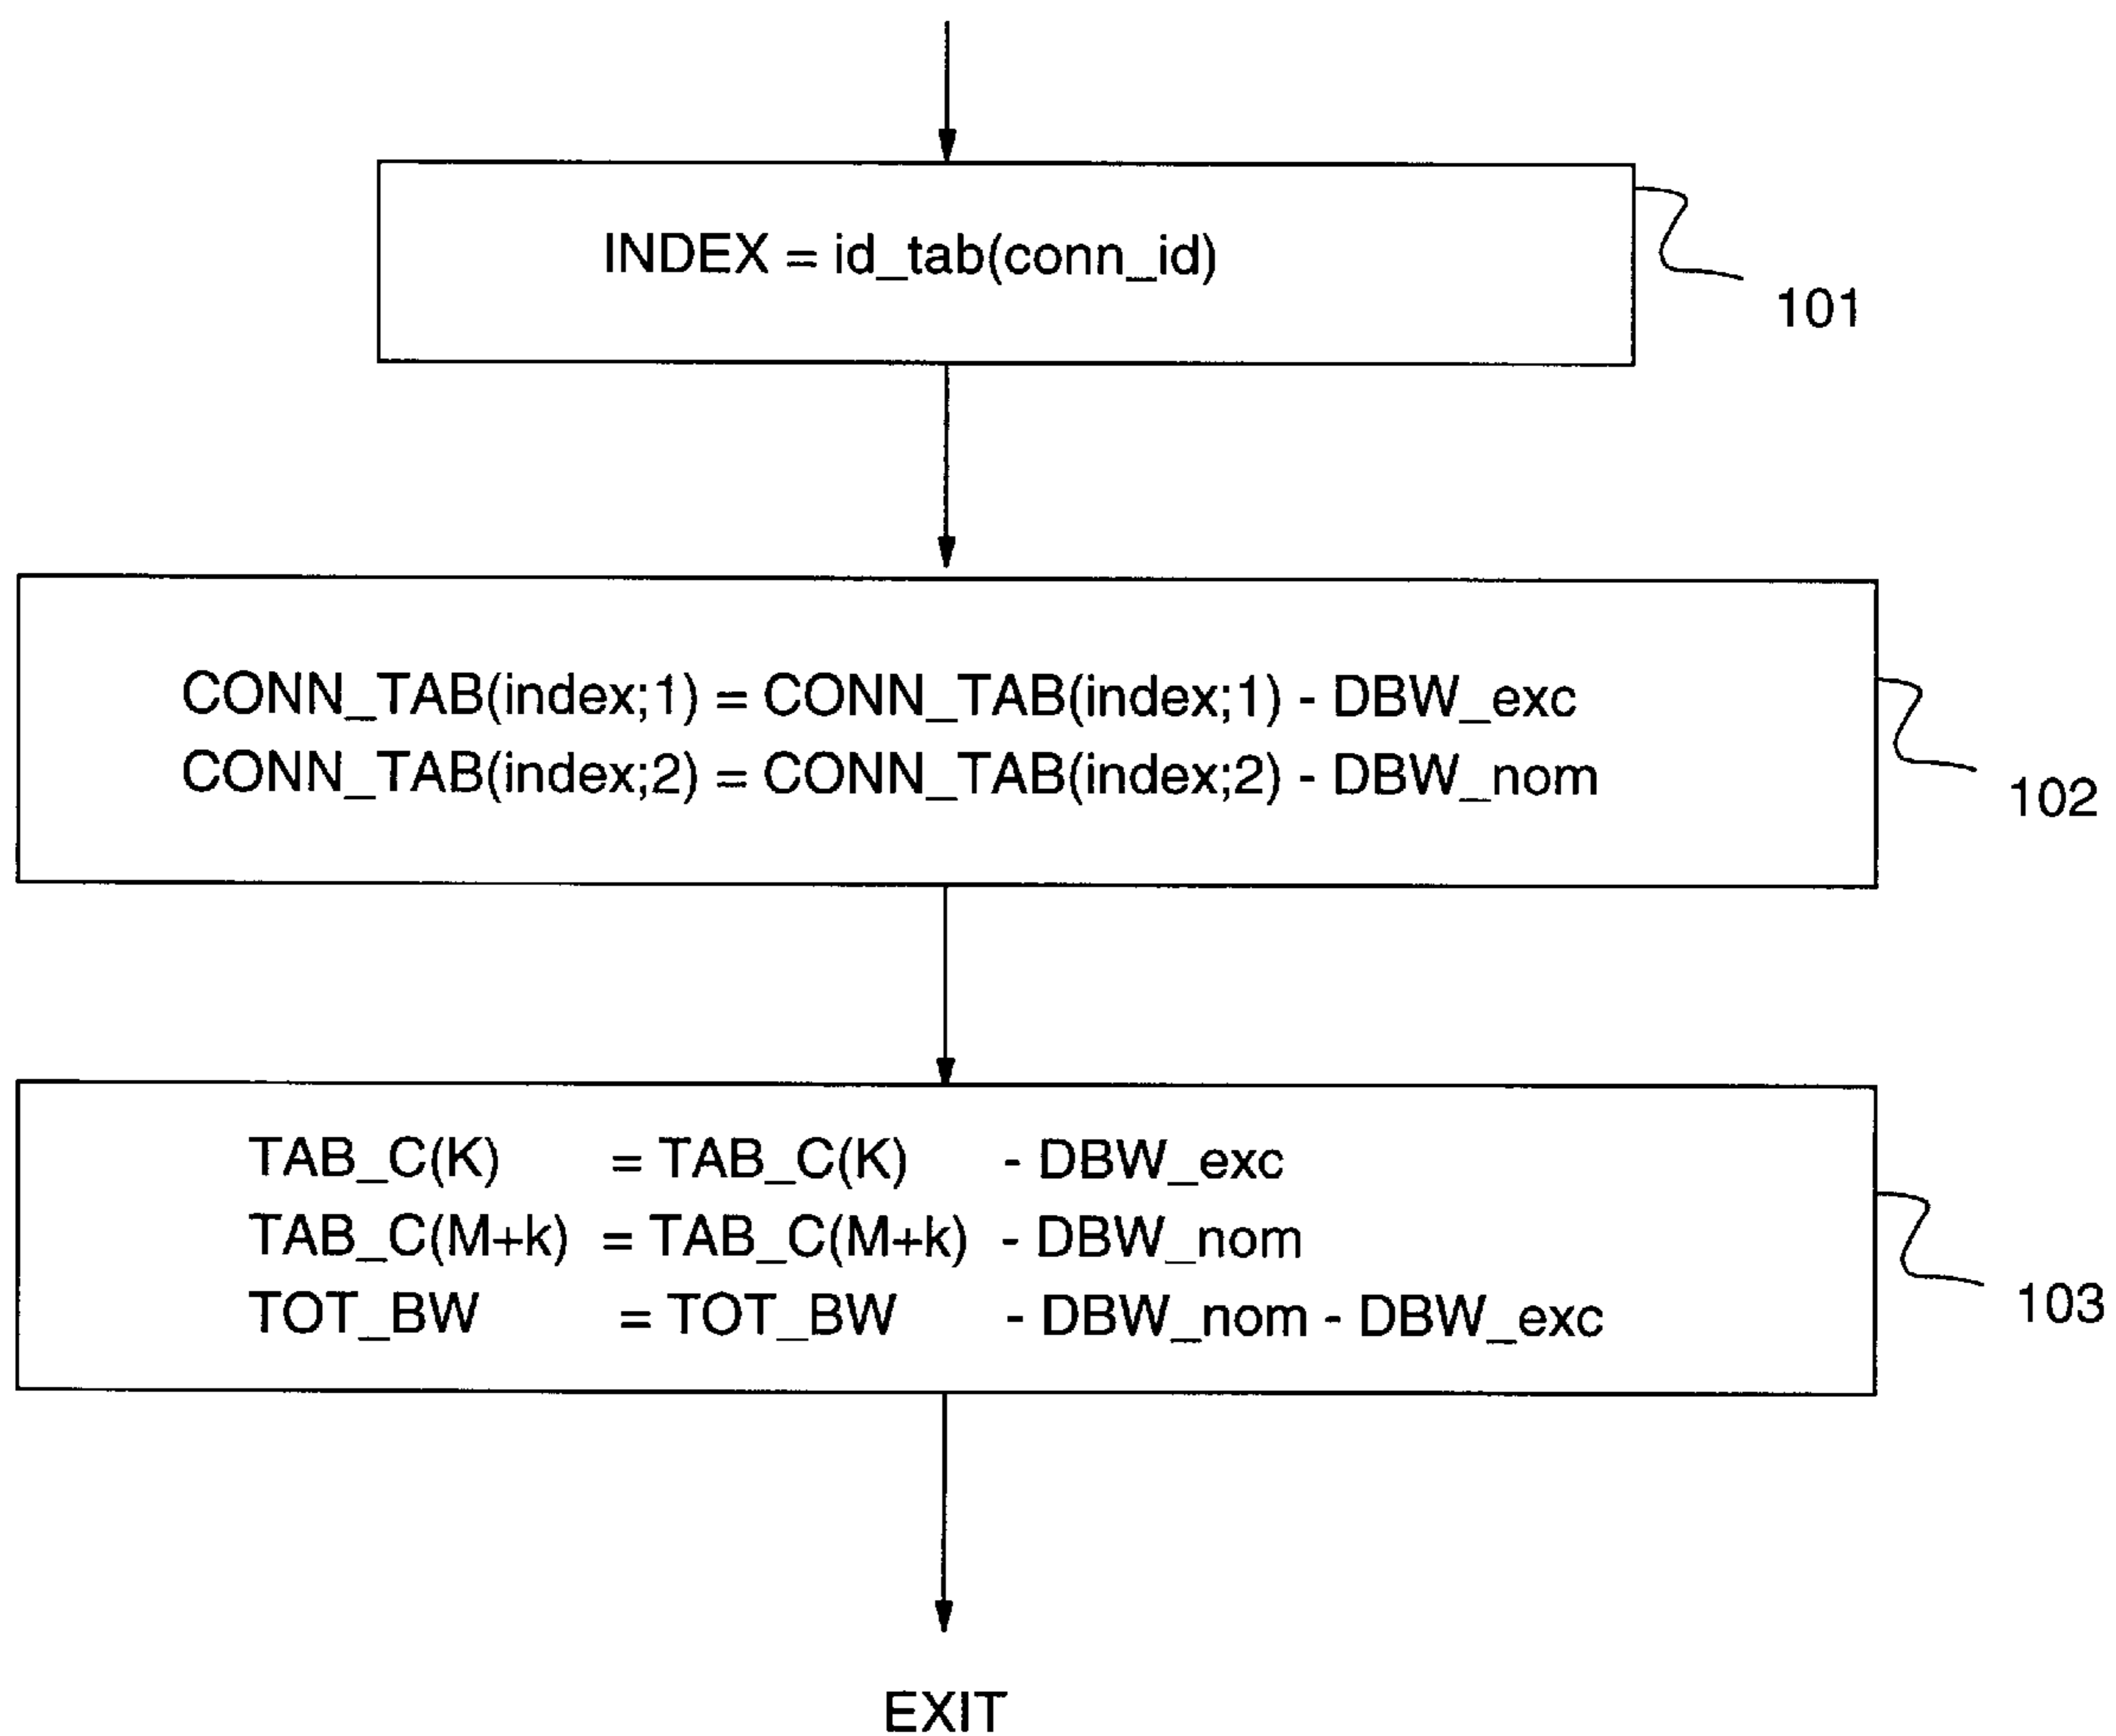 INDEX = id_tab(conn_id)
101
CONN_TAB(index;1) = CONN_TAB(index;1) - DBW_exc
CONN_TAB(index;2) = CONN_TAB(index;2) - DBW_nom
102
TAB_C(K) = TAB_C(K) - DBW_exc
TAB_C(M+k) = TAB_C(M+k) - DBW_nom
TOT_BW = TOT_BW - DBW_nom - DBW_exc
103
EXIT